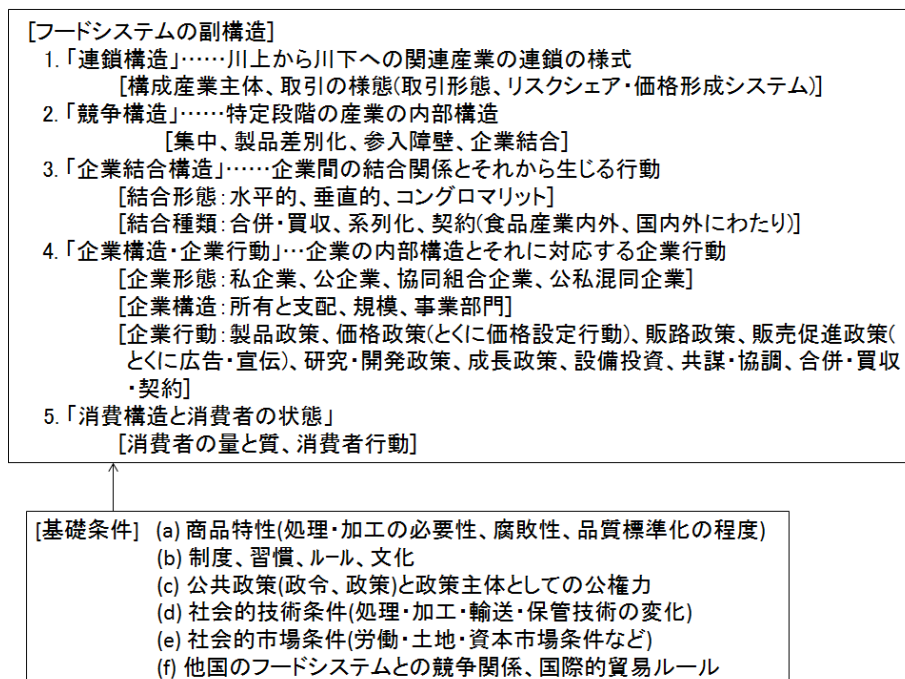 [フードシステムの副構造]
1. 「連鎖構造」……川上から川下への関連産業の連鎖の様式
[構成産業主体、取引の様態(取引形態、リスクシェア・価格形成システム)]
2. 「競争構造」……特定段階の産業の内部構造
[集中、製品差別化、参入障壁、企業結合]
3. 「企業結合構造」……企業間の結合関係とそれから生じる行動
[結合形態:水平的、垂直的、コングロマリット]
[結合種類:合併・買収、系列化、契約(食品産業内外、国内外にわたり)]
4. 「企業構造・企業行動」…企業の内部構造とそれに対応する企業行動
[企業形態:私企業、公企業、協同組合企業、公私混同企業]
[企業構造:所有と支配、規模、事業部門]
[企業行動:製品政策、価格政策(とくに価格設定行動)、販路政策、販売促進政策(
とくに広告・宣伝)、研究・開発政策、成長政策、設備投資、共謀・協調、合併・買収
・契約]
5. 「消費構造と消費者の状態」
[消費者の量と質、消費者行動]
[基礎条件] (a) 商品特性(処理・加工の必要性、腐敗性、品質標準化の程度)
(b) 制度、習慣、ルール、文化
(c) 公共政策(政令、政策)と政策主体としての公権力
(d) 社会的技術条件(処理・加工・輸送・保管技術の変化)
(e) 社会的市場条件(労働・土地・資本市場条件など)
(f) 他国のフードシステムとの競争関係、国際的貿易ルール